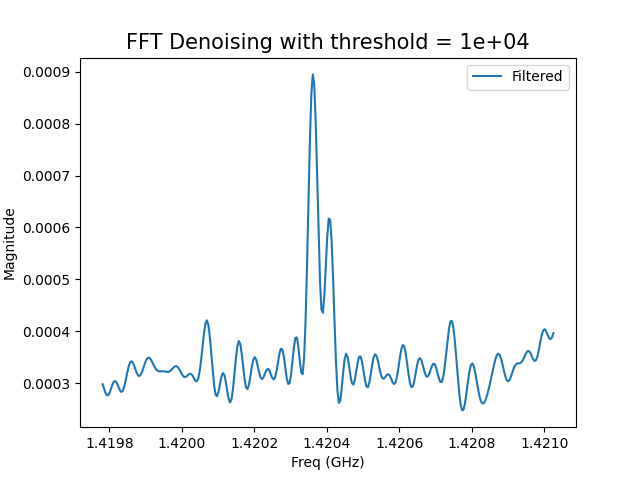 FFT Denoising with threshold = 1e+04
Filtered
Magnitude
0.0009
0.0008
0.0007
0.0006
0.0005
0.0004
0.0003
1.4198 1.4200 1.4202 1.4204 1.4206 1.4208 1.4210
Freq (GHz)